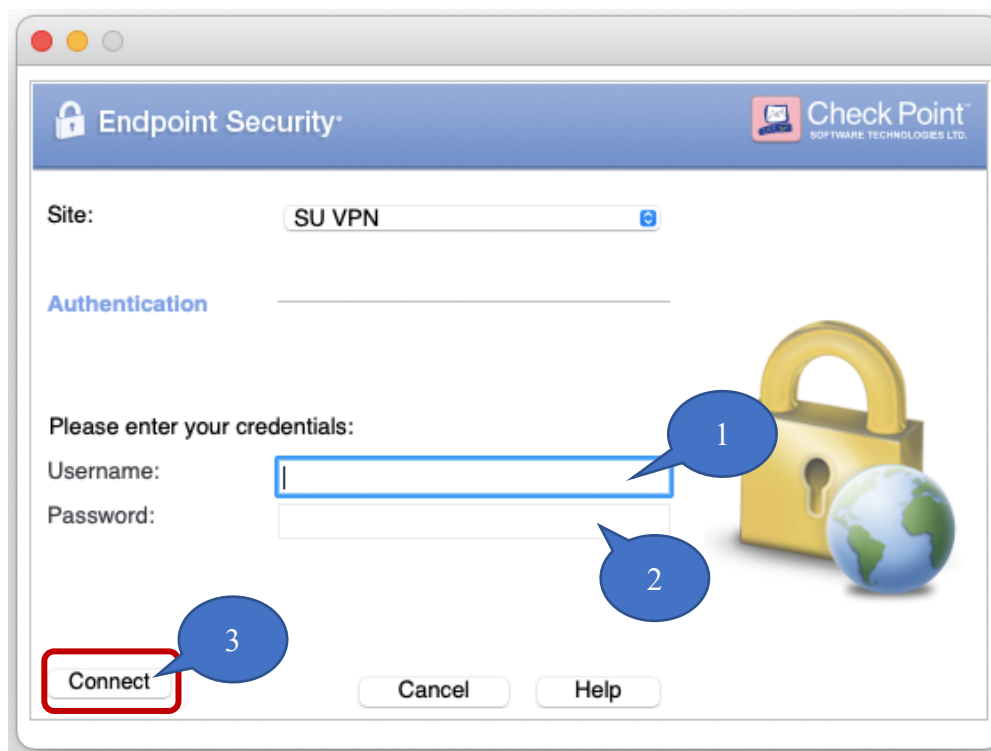 Endpoint Security®
Check Point™
SOFTWARE TECHNOLOGIES LTD.
Site:
SU VPN
Authentication
Please enter your credentials:
1
Username:
Password:
2
3
Connect
Cancel
Help